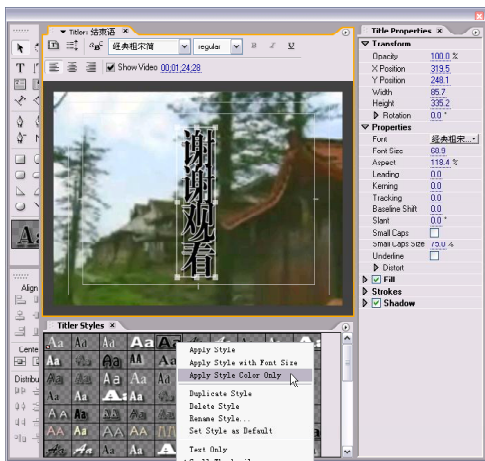 Titler: 结束语 ×
经典粗宋简
regular
B I U
Show Video 00;01;24;28
谢谢观看
Align
Cente
Distribu
Titler Styles ×
Apply Style
Apply Style with Font Size
Apply Style Color Only
Duplicate Style
Delete Style
Rename Style...
Set Style as Default
Text Only
Title Properties ×
Transform
Opacity 100.0 %
X Position 319.5
Y Position 248.1
Width 85.7
Height 335.2
Rotation 0.0 °
Properties
Font 经典粗宋...
Font Size 68.9
Aspect 118.4 %
Leading 0.0
Kerning 0.0
Tracking 0.0
Baseline Shift 0.0
Slant 0.0 °
Small Caps
Small Caps Size 75.0 %
Underline
Distort
Fill
Strokes
Shadow